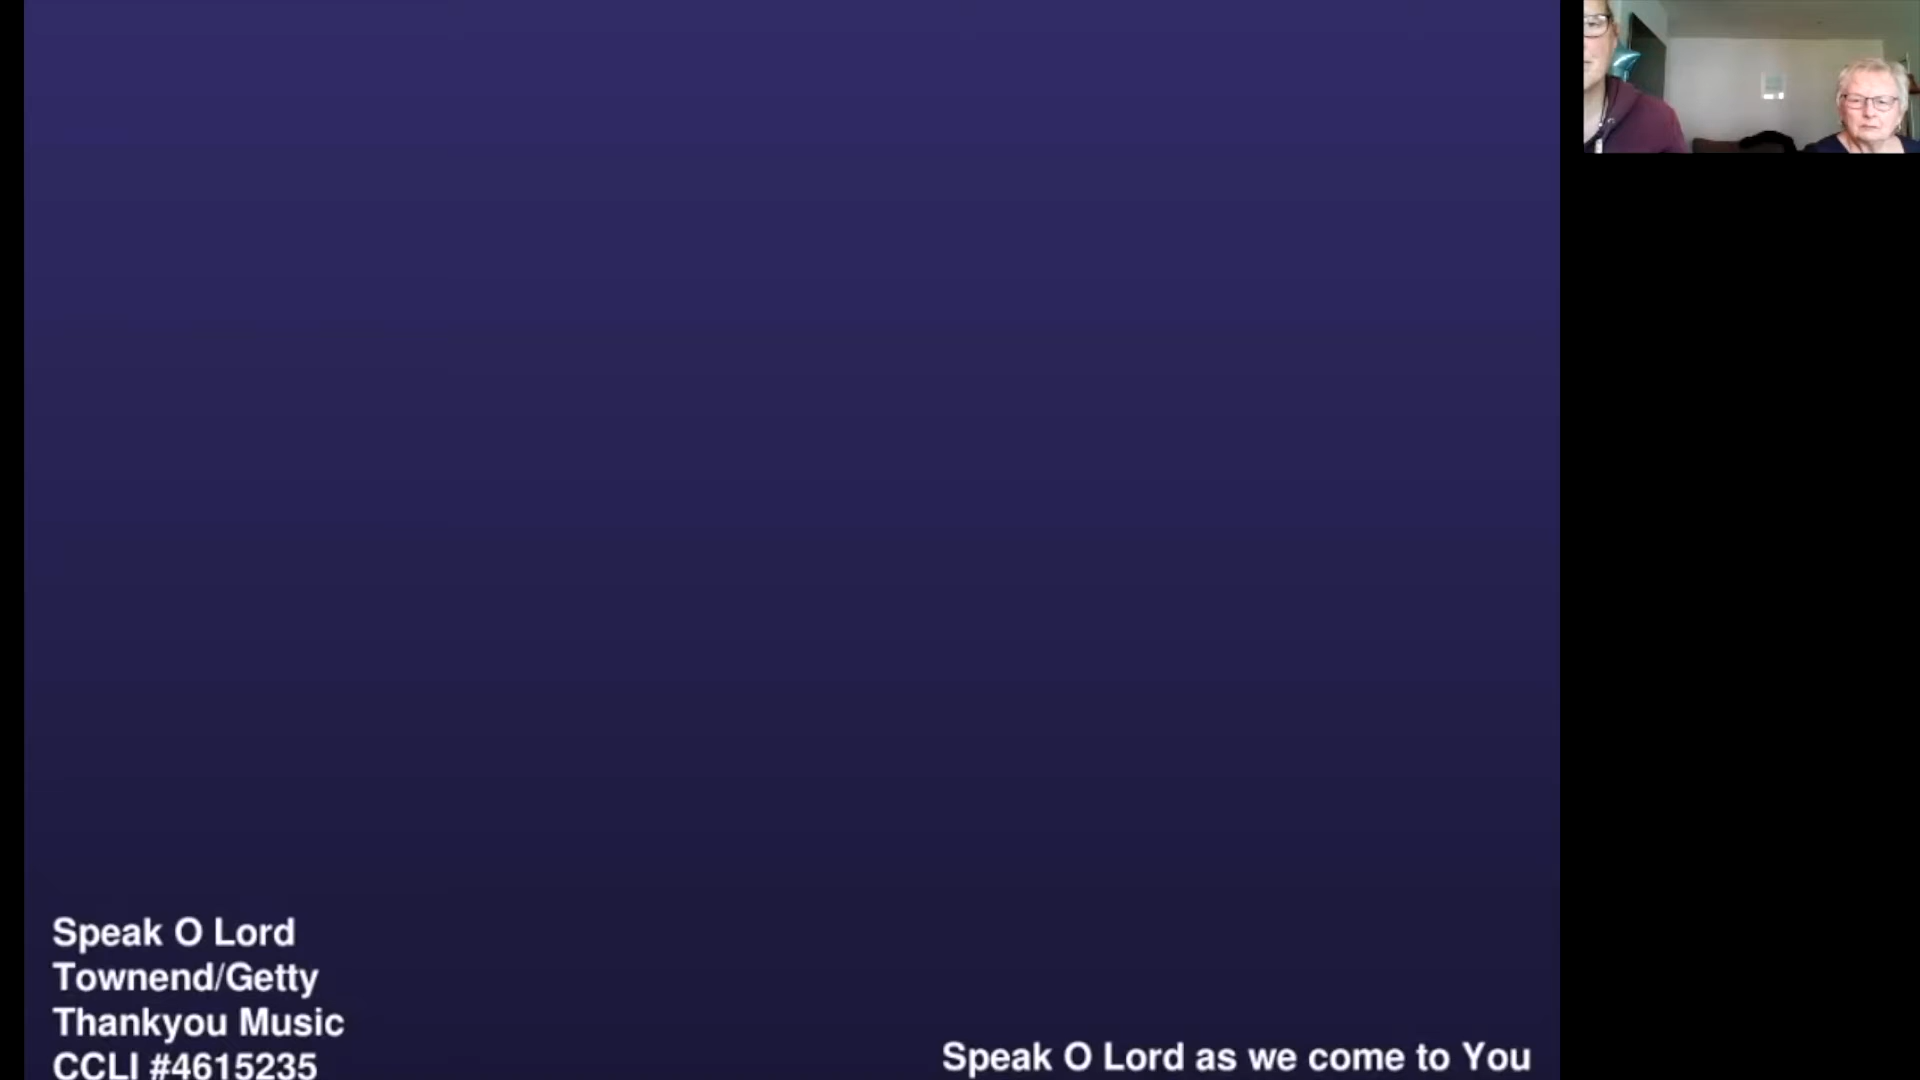 Speak O Lord
Townend/Getty
Thankyou Music
CCLI #4615235
Speak O Lord as we come to You